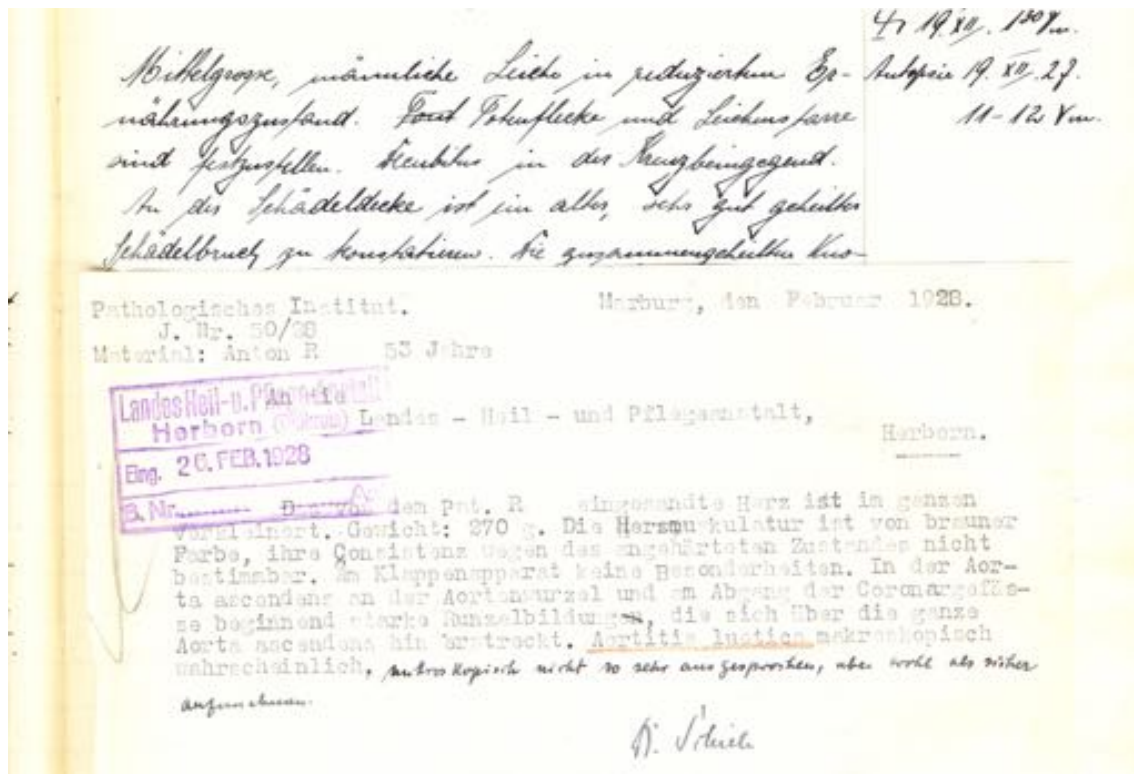 19. XII. 
Mittelgrosse, männliche Leiche in reduziertem Er-
nährungszustand. Totenflecke und Leichenstarre
sind festzustellen. Decubitus in der Kreuzbeingegend.
An der Schädeldecke ist ein alter, sehr gut geheilter
Schädelbruch zu konstatieren. Die zusammengeheilten Kno-
Autopsie 19. XII. 27.
11-12 Vm.
Pathologisches Institut.
J. Nr. 50/28
Material: Anton R 53 Jahre
Marburg, den Februar 1928.
An die
Landes - Heil - und Pflegeanstalt,
Herborn.
Landes Heil- u. Pflegeanstalt
Herborn
Eing. 20. FEB. 1928
B. Nr.
Das von dem Pat. R eingesandte Herz ist im ganzen
verkleinert. Gewicht: 270 g. Die Herzmuskulatur ist von brauner
Farbe, ihre Consistenz wegen des angehärteten Zustandes nicht
bestimmbar. Am Klappenapparat keine Besonderheiten. In der Aor-
ta ascendens an der Aortenwurzel und am Abgang der Coronargefäs-
se beginnend starke Runzelbildungen, die sich über die ganze
Aorta ascendens hin erstreckt. Aortitis luetica makroskopisch
wahrscheinlich, mikroskopisch nicht so sehr ausgesprochen, aber wohl als sicher
anzunehmen.